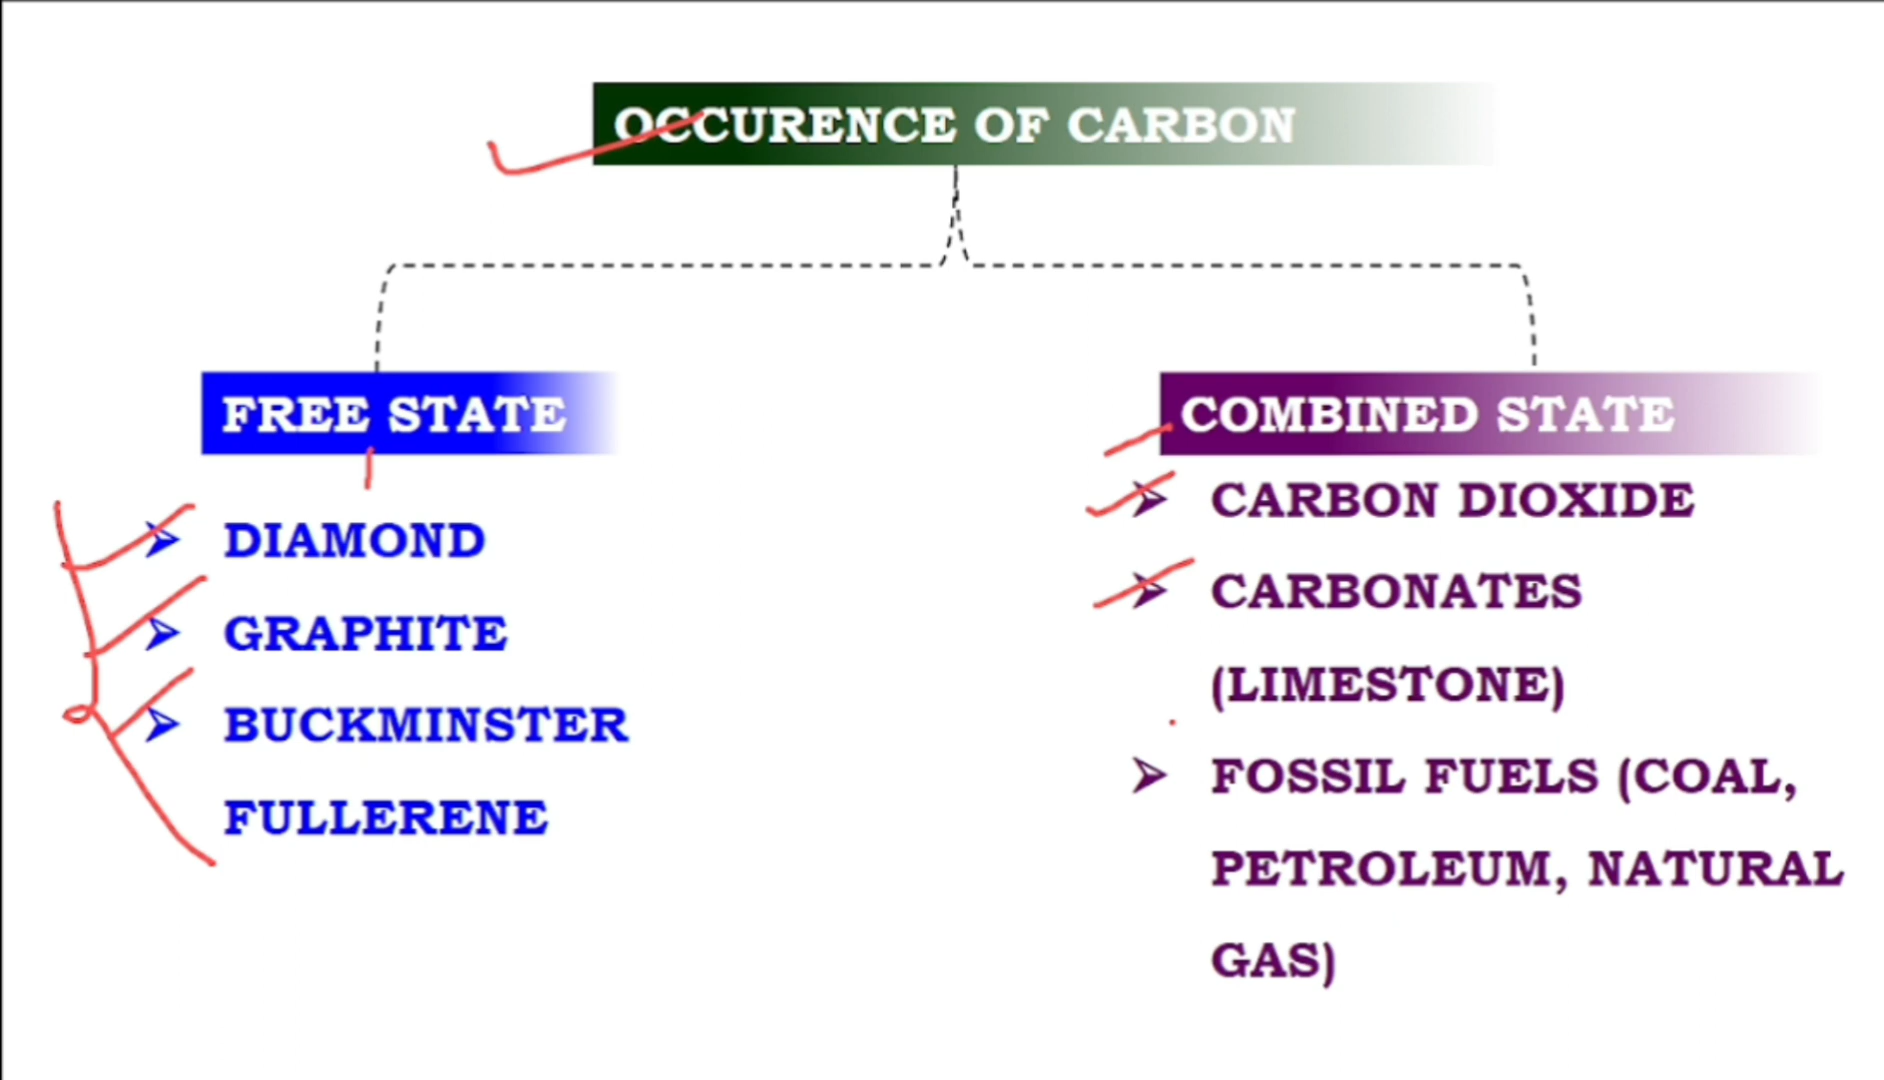 OCCURENCE OF CARBON
FREE STATE
DIAMOND
GRAPHITE
BUCKMINSTER
FULLERENE
COMBINED STATE
CARBON DIOXIDE
CARBONATES
(LIMESTONE)
FOSSIL FUELS (COAL,
PETROLEUM, NATURAL
GAS)